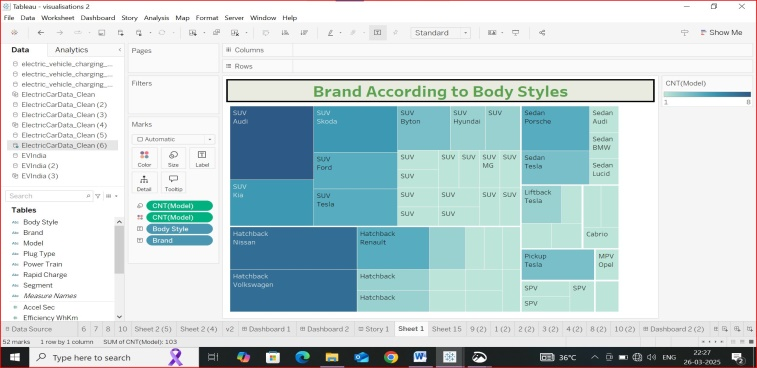 Tableau - visualisations 2
File Data Worksheet Dashboard Story Analysis Map Format Server Window Help
Standard Show Me
Data Analytics
electric_vehicle_charging_...
electric_vehicle_charging_...
electric_vehicle_charging_...
ElectricCarData_Clean
ElectricCarData_Clean (2)
ElectricCarData_Clean (3)
ElectricCarData_Clean (4)
ElectricCarData_Clean (5)
ElectricCarData_Clean (6)
EVIndia
EVIndia (2)
EVIndia (3)
Search
Tables
Abc Body Style
Abc Brand
Abc Model
Abc Plug Type
Abc Power Train
Abc Rapid Charge
Abc Segment
Abc Measure Names
# Accel Sec
# Efficiency WhKm
Pages
Filters
Marks
Automatic
Color Size Label
Detail Tooltip
CNT(Model)
CNT(Model)
Body Style
Brand
Columns
Rows
Brand According to Body Styles
SUV
Audi
SUV
Kia
SUV
Skoda
SUV
Ford
SUV
Tesla
SUV
Byton
SUV
Hyundai
SUV
SUV SUV SUV SUV
MG
SUV
SUV
SUV
SUV SUV SUV
SUV
Sedan
Porsche
Sedan
Tesla
Sedan
Audi
Sedan
BMW
Sedan
Lucid
Liftback
Tesla
Cabrio
Pickup
Tesla
MPV
Opel
SPV SPV
SPV
Hatchback
Nissan
Hatchback
Volkswagen
Hatchback
Renault
Hatchback
Hatchback
CNT(Model)
1 8
Data Source 6 7 8 10 Sheet 2 (5) Sheet 2 (4) v2 Dashboard 1 Dashboard 2 Story 1 Sheet 1 Sheet 15 9 (2) 1 (2) 2 (2) 3 (2) 4 (2) 8 (2) 10 (2) Dashboard 2 (2)
52 marks 1 row by 1 column SUM of CNT(Model): 103
Type here to search
36°C
ENG
22:27
26-03-2025